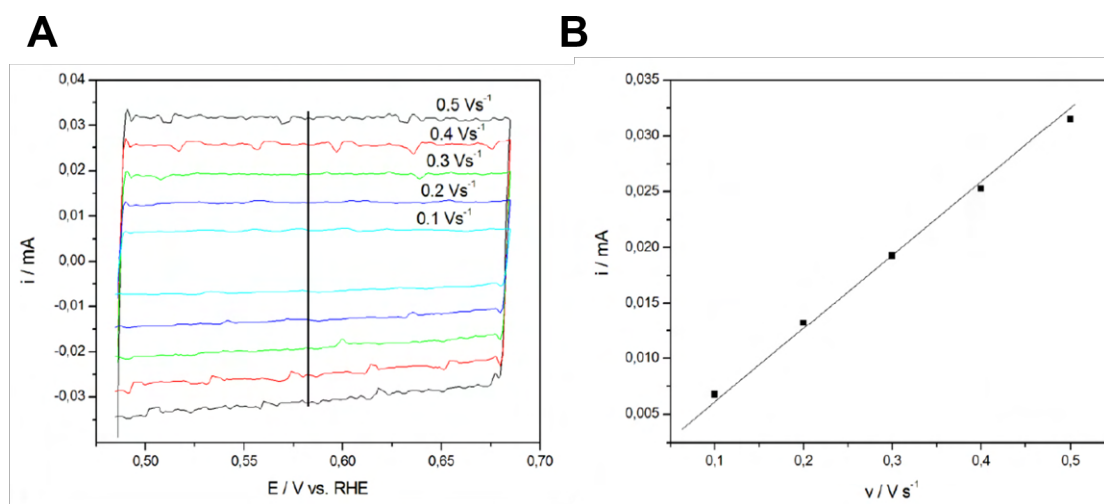 A
B
0,04
0,03
0,02
0,01
0,00
-0,01
-0,02
-0,03
i / mA
0.5 Vs⁻¹
0.4 Vs⁻¹
0.3 Vs⁻¹
0.2 Vs⁻¹
0.1 Vs⁻¹
0,50
0,55
0,60
0,65
0,70
E / V vs. RHE
0,035
0,030
0,025
0,020
0,015
0,010
0,005
i / mA
0,1
0,2
0,3
0,4
0,5
v / V s⁻¹